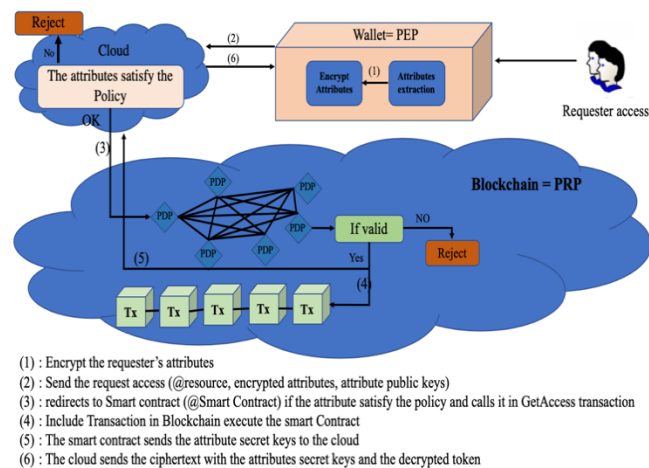 Reject
No
Cloud
The attributes satisfy the
Policy
OK
(2)
(6)
Wallet= PEP
Encrypt
Attributes
(1)
Attributes
extraction
Requester access
(3)
Blockchain = PRP
PDP
PDP
PDP
PDP
PDP
PDP
PDP
If valid
NO
Reject
Yes
(5)
(4)
Tx
Tx
Tx
Tx
Tx
(1) : Encrypt the requester's attributes
(2) : Send the request access (@resource, encrypted attributes, attribute public keys)
(3) : redirects to Smart contract (@Smart Contract) if the attribute satisfy the policy and calls it in GetAccess transaction
(4) : Include Transaction in Blockchain execute the smart Contract
(5) : The smart contract sends the attribute secret keys to the cloud
(6) : The cloud sends the ciphertext with the attributes secret keys and the decrypted token